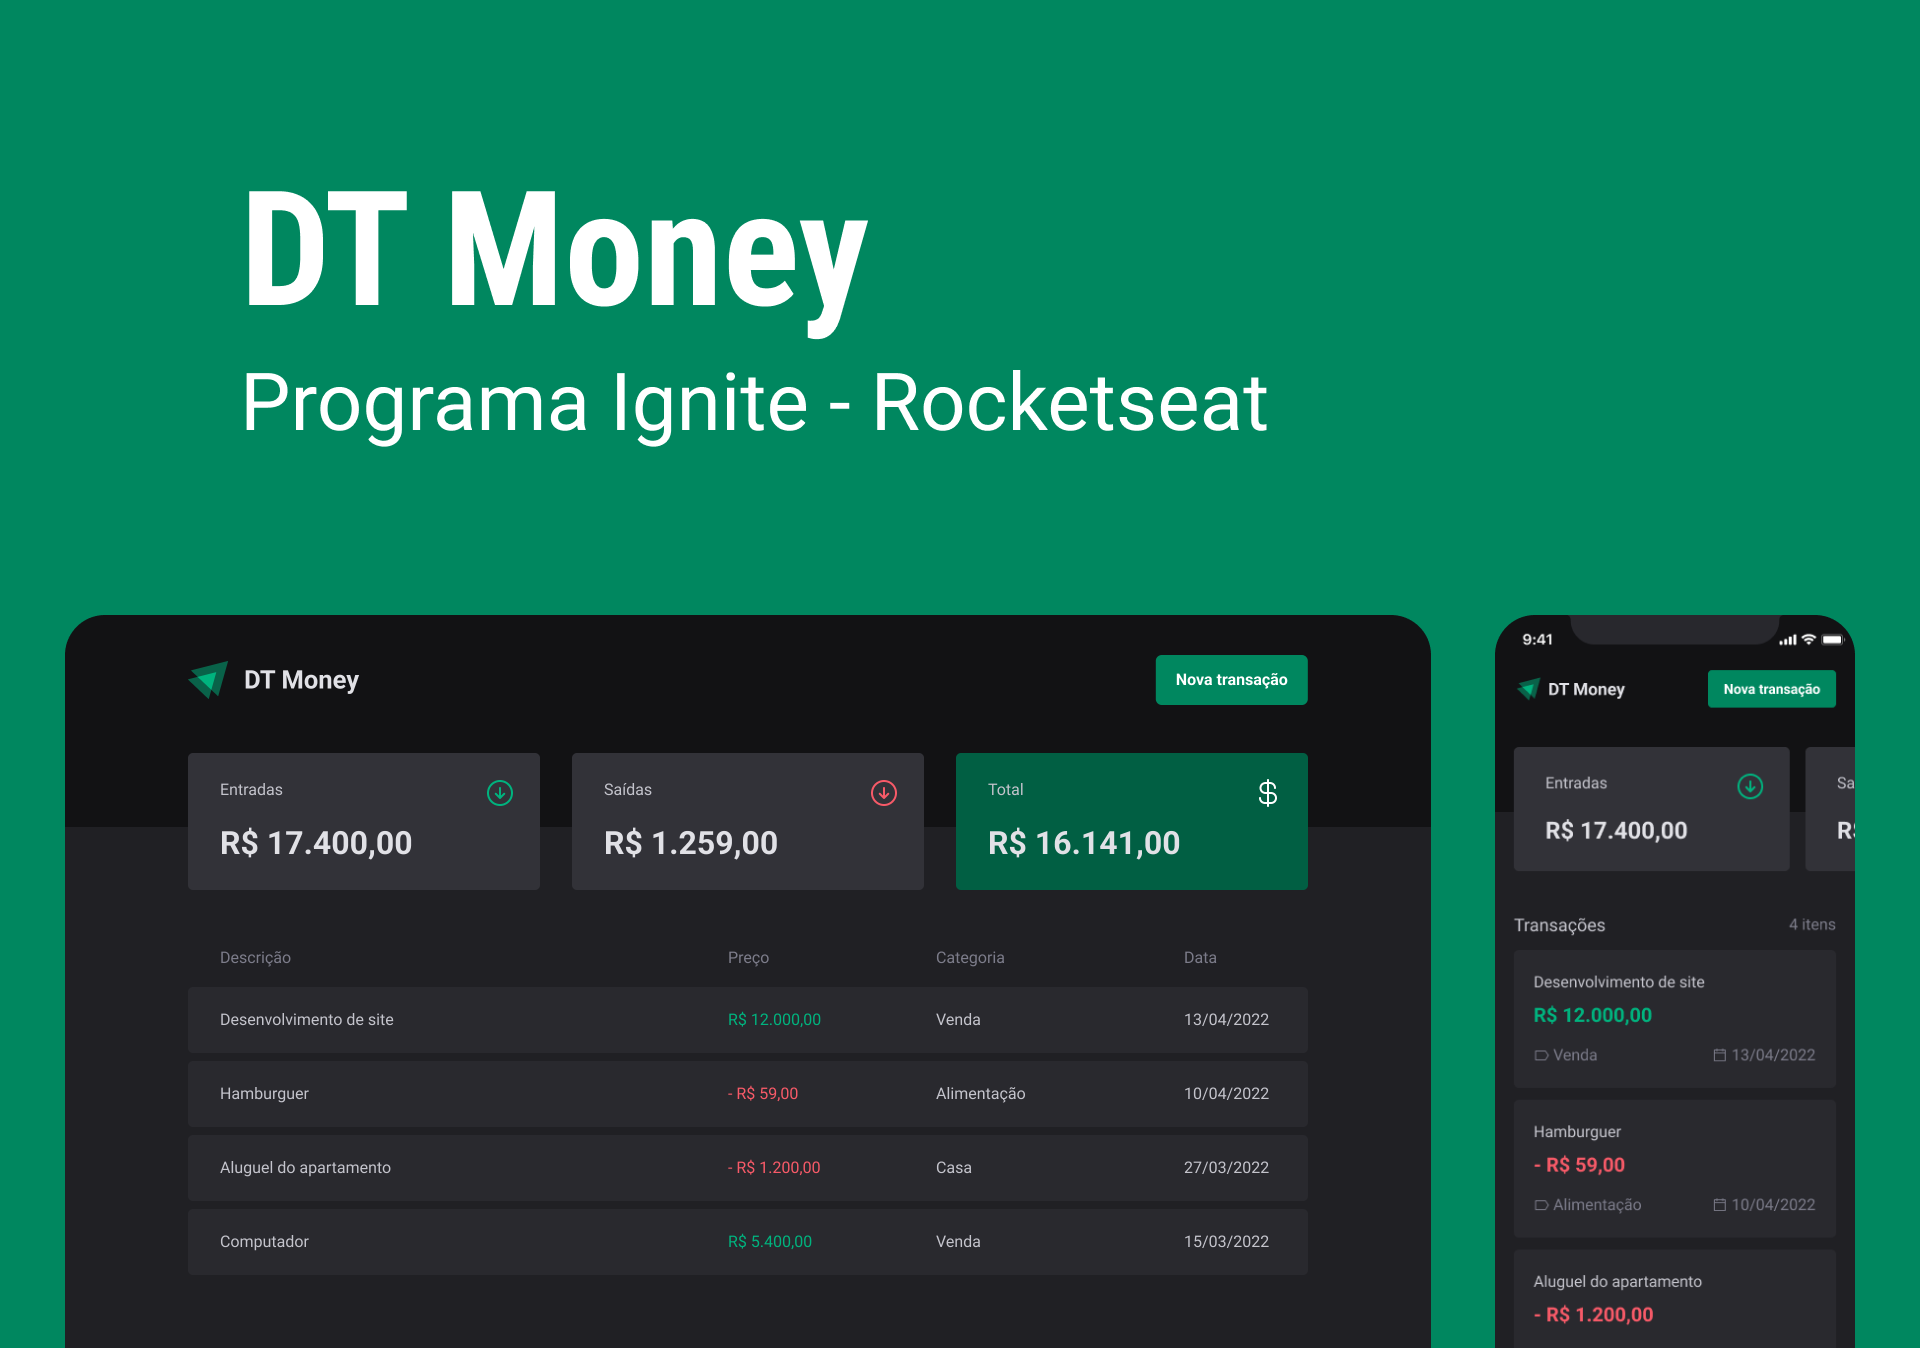 DT Money
Programa Ignite - Rocketseat
DT Money
Nova transação
Entradas
R$ 17.400,00
Saídas
R$ 1.259,00
Total
$
R$ 16.141,00
Descrição Preço Categoria Data
Desenvolvimento de site R$ 12.000,00 Venda 13/04/2022
Hamburguer - R$ 59,00 Alimentação 10/04/2022
Aluguel do apartamento - R$ 1.200,00 Casa 27/03/2022
Computador R$ 5.400,00 Venda 15/03/2022
9:41
DT Money
Nova transação
Entradas
R$ 17.400,00
Sa
R$
Transações 4 itens
Desenvolvimento de site
R$ 12.000,00
Venda 13/04/2022
Hamburguer
- R$ 59,00
Alimentação 10/04/2022
Aluguel do apartamento
- R$ 1.200,00